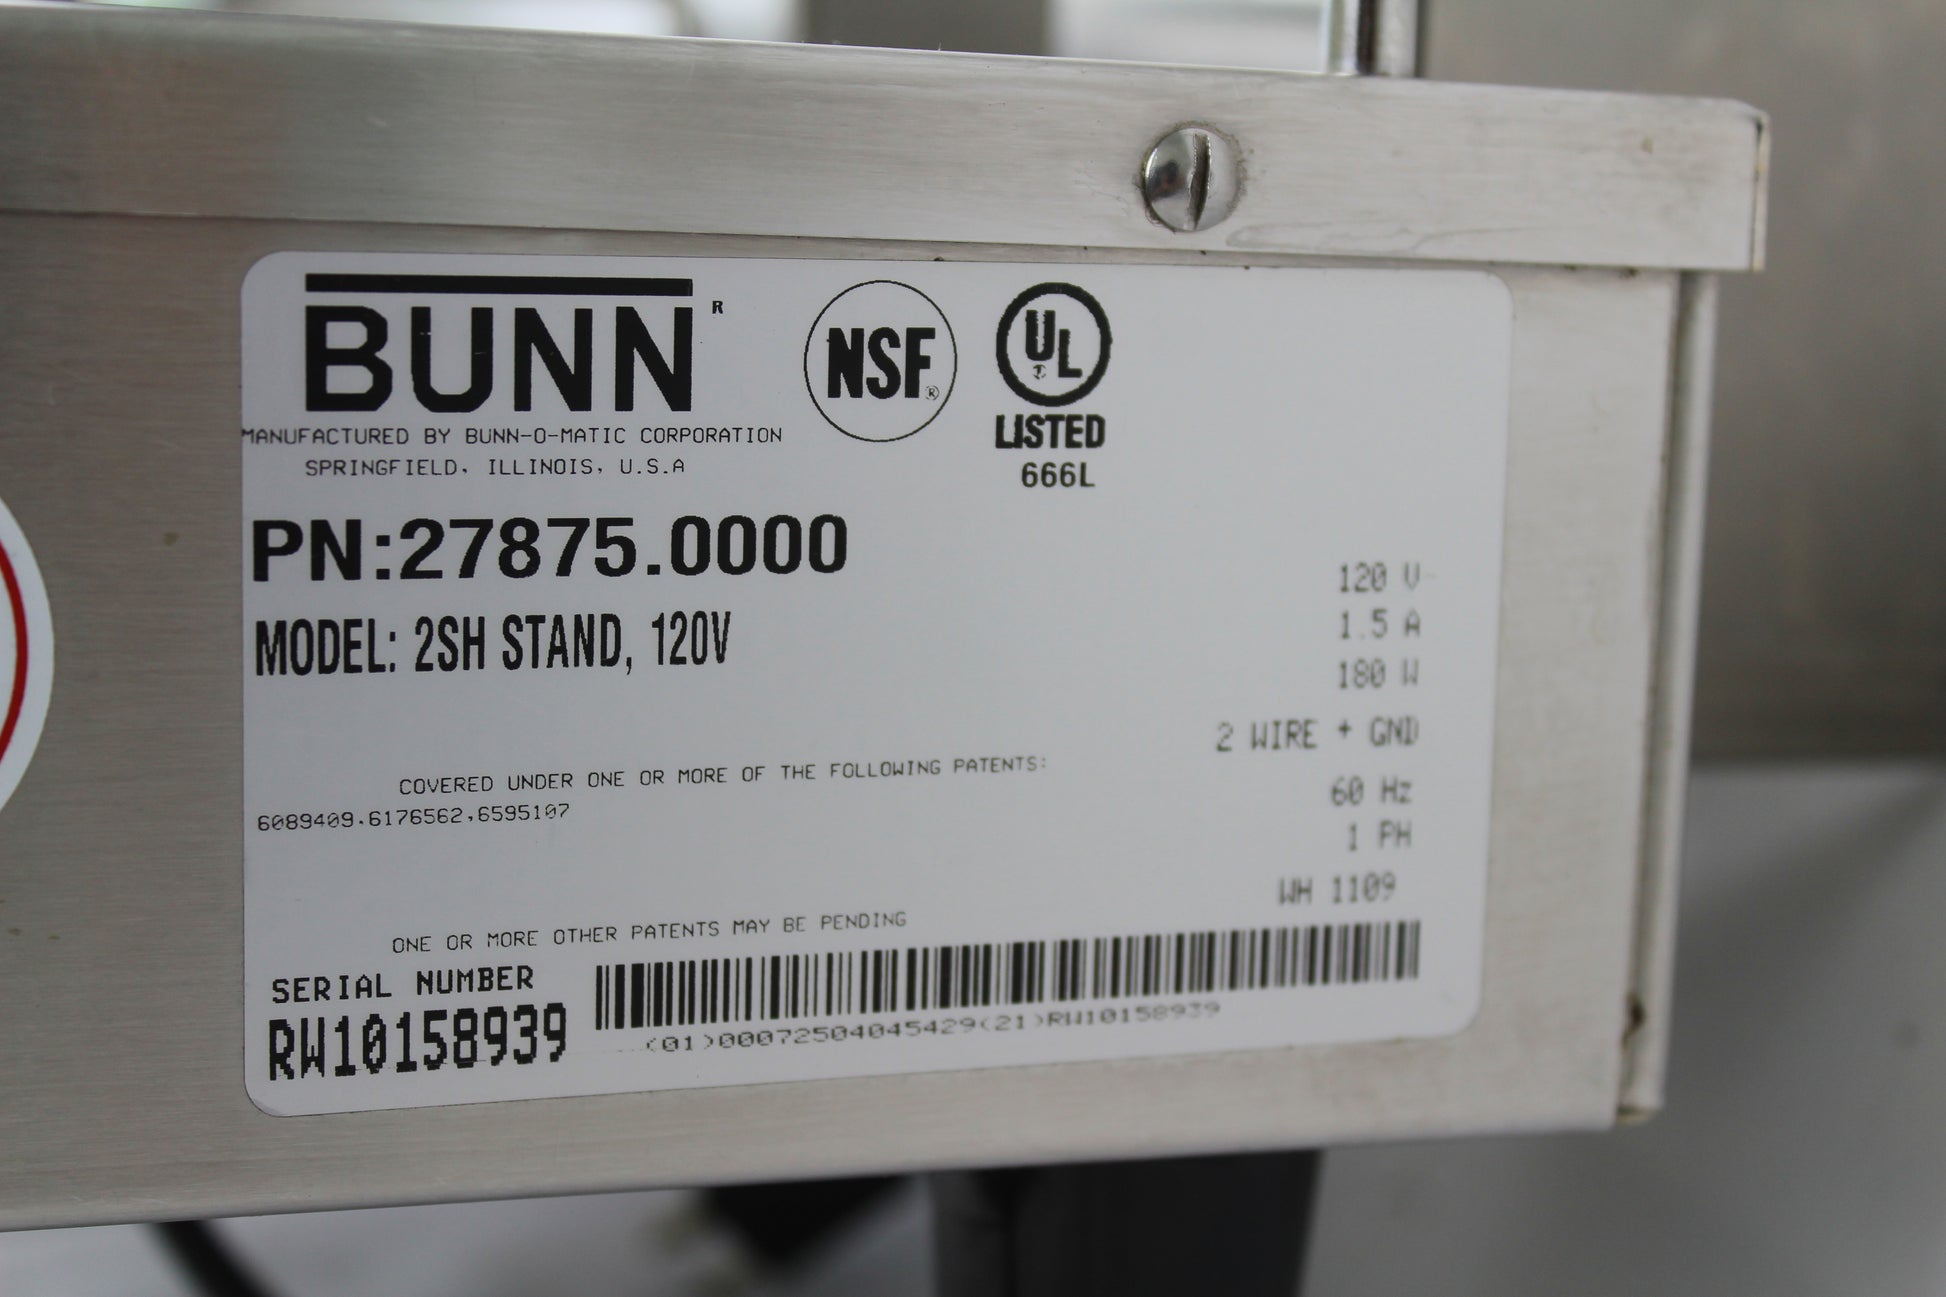 BUNN R
NSF®
UL
LISTED
666L
MANUFACTURED BY BUNN-O-MATIC CORPORATION
SPRINGFIELD, ILLINOIS, U.S.A
PN:27875.0000
MODEL: 2SH STAND, 120V
120 V~
1.5 A
180 W
2 WIRE + GND
60 Hz
1 PH
WH 1109
COVERED UNDER ONE OR MORE OF THE FOLLOWING PATENTS:
6089409,6176562,6595107
ONE OR MORE OTHER PATENTS MAY BE PENDING
SERIAL NUMBER
RW10158939
(01)00072504045429(21)RW10158939